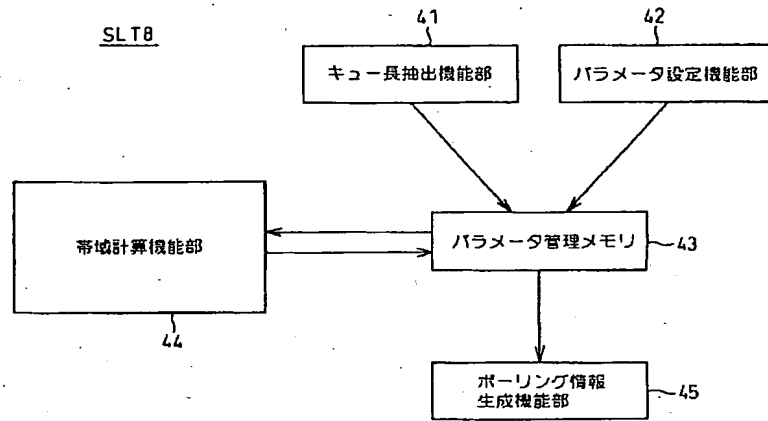 SLT8
41
42
キュー長抽出機能部
パラメータ設定機能部
帯域計算機能部
44
パラメータ管理メモリ
43
ポーリング情報
生成機能部
45